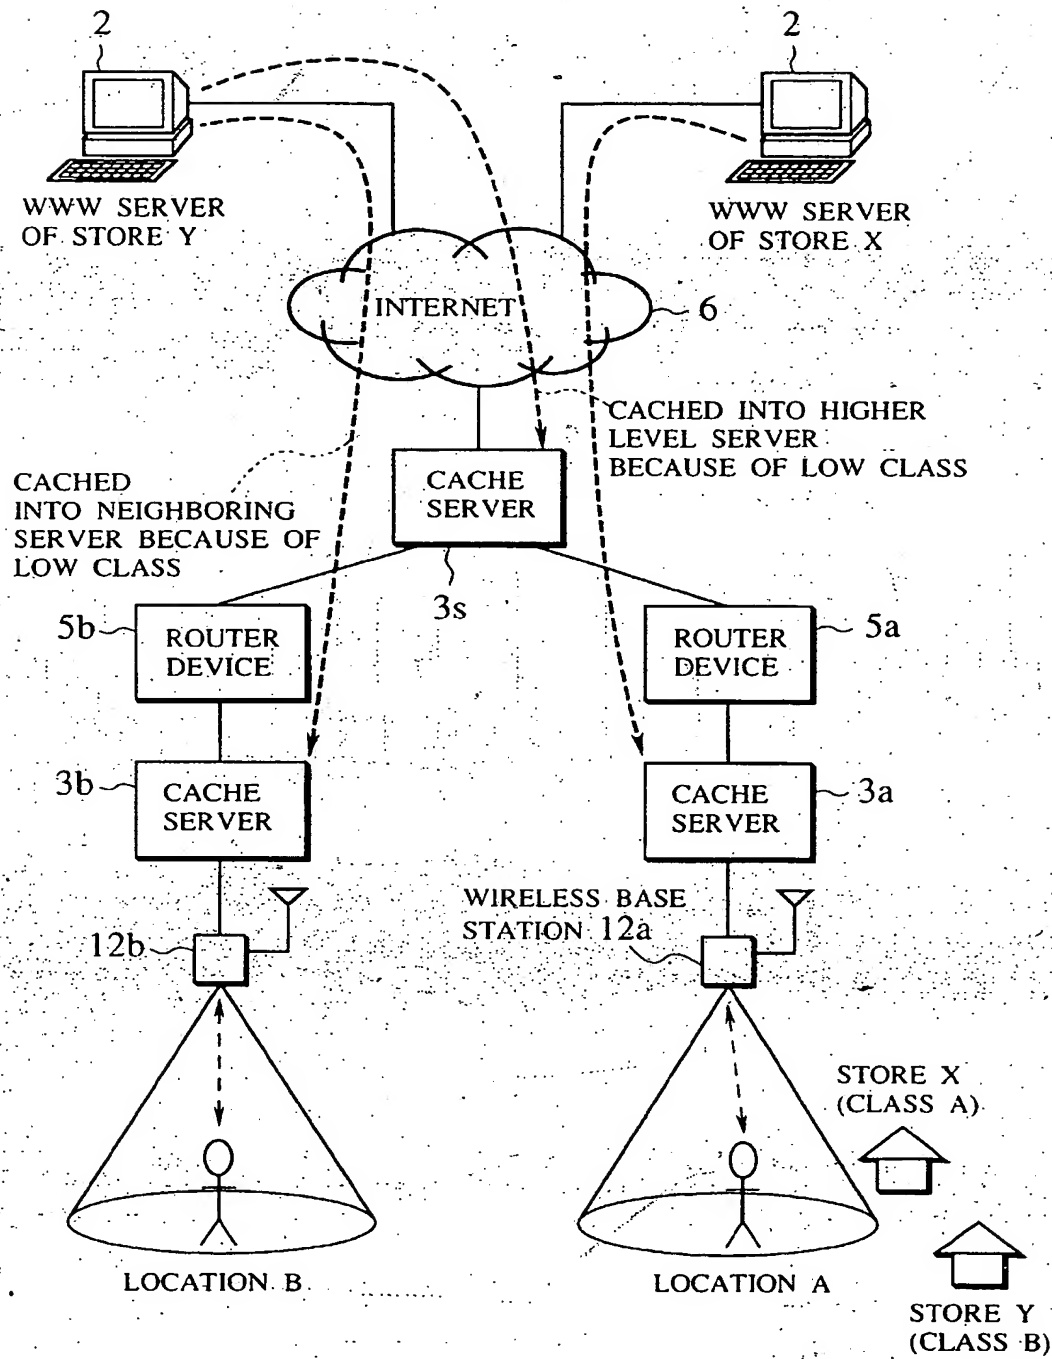 2
2
WWW SERVER
OF STORE Y
WWW SERVER
OF STORE X
INTERNET
6
CACHED INTO HIGHER
LEVEL SERVER
BECAUSE OF LOW CLASS
CACHED
INTO NEIGHBORING
SERVER BECAUSE OF
LOW CLASS
CACHE
SERVER
3s
5b
ROUTER
DEVICE
ROUTER
DEVICE
5a
3b
CACHE
SERVER
CACHE
SERVER
3a
WIRELESS BASE
STATION 12a
12b
STORE X
(CLASS A)
LOCATION B
LOCATION A
STORE Y
(CLASS B)